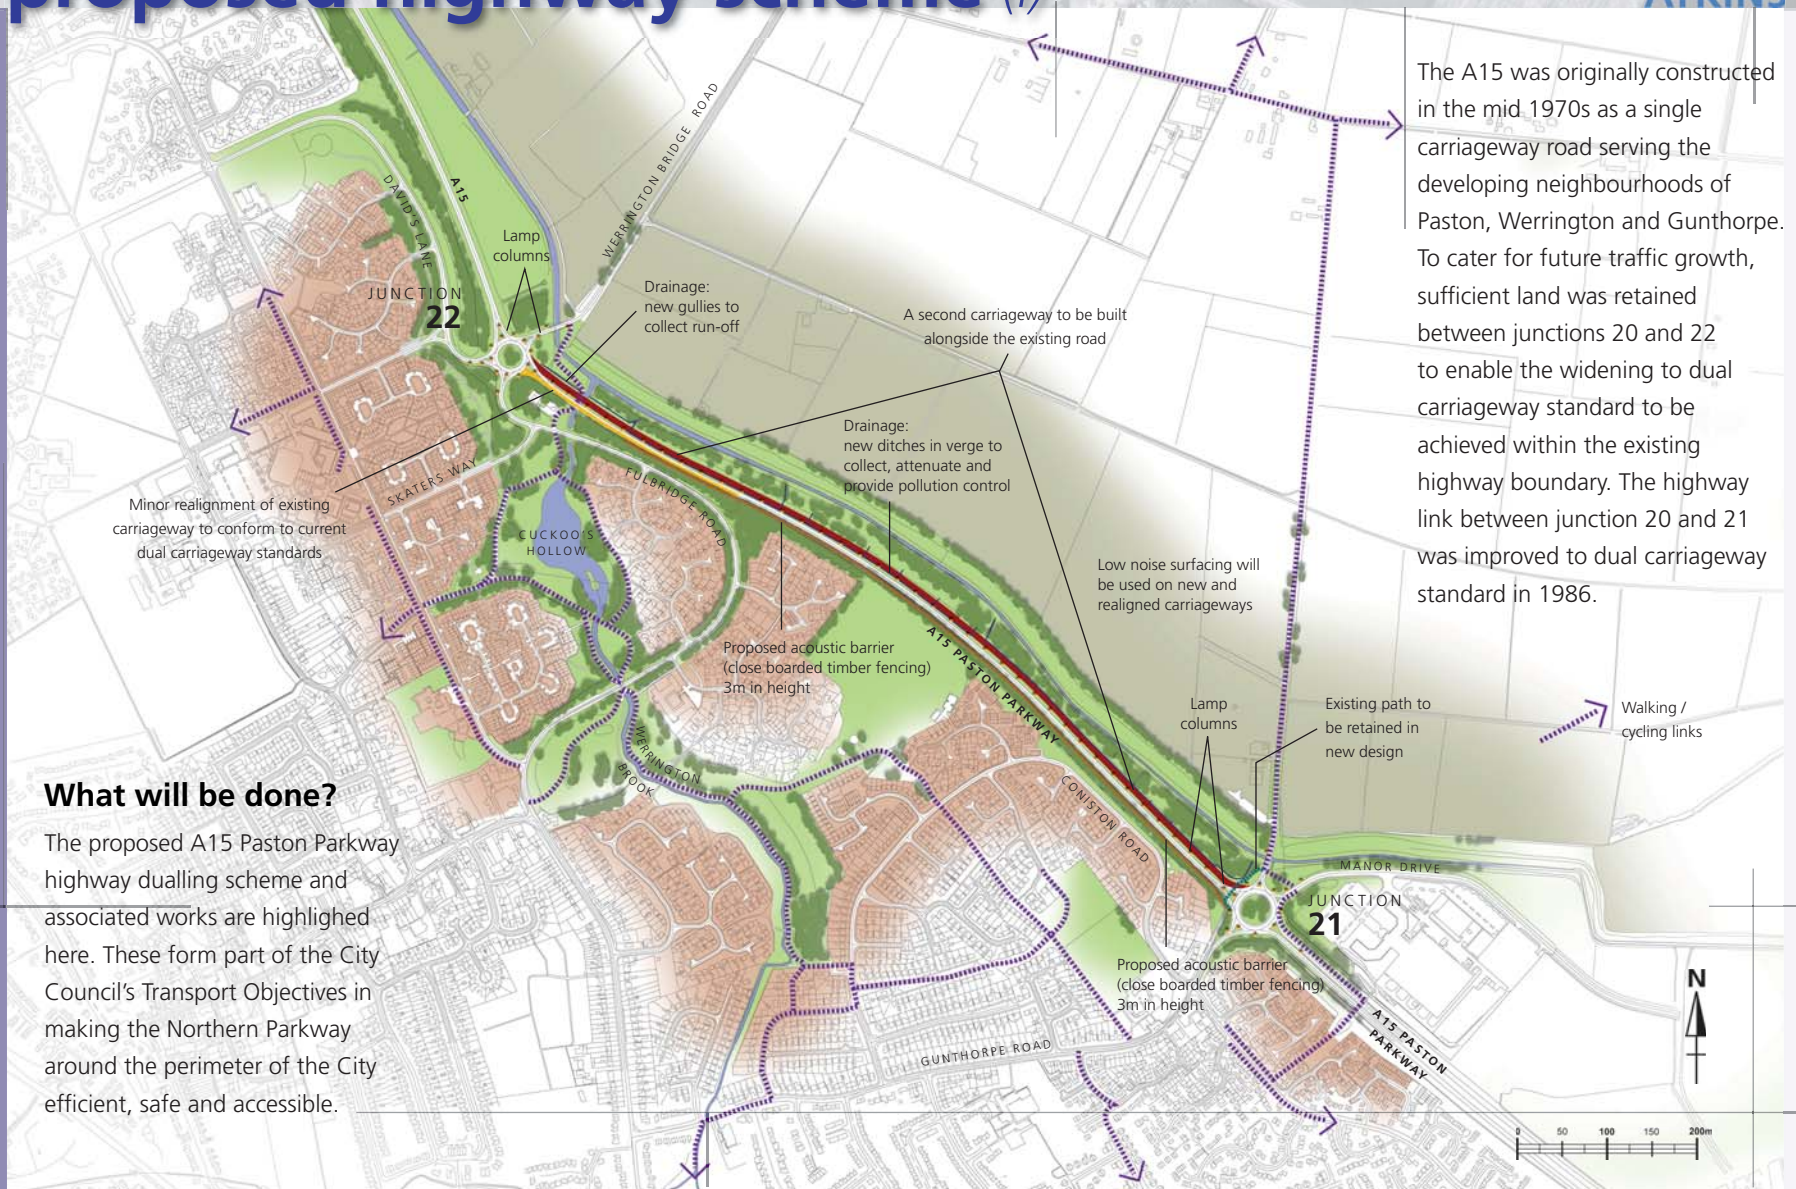 proposed highway scheme (i)
ATKINS
The A15 was originally constructed
in the mid 1970s as a single
carriageway road serving the
developing neighbourhoods of
Paston, Werrington and Gunthorpe.
To cater for future traffic growth,
sufficient land was retained
between junctions 20 and 22
to enable the widening to dual
carriageway standard to be
achieved within the existing
highway boundary. The highway
link between junction 20 and 21
was improved to dual carriageway
standard in 1986.
DAVID'S LANE
A15
WERRINGTON BRIDGE ROAD
Lamp
columns
JUNCTION
22
Drainage:
new gullies to
collect run-off
A second carriageway to be built
alongside the existing road
Drainage:
new ditches in verge to
collect, attenuate and
provide pollution control
SKATERS WAY
FULBRIDGE ROAD
Minor realignment of existing
carriageway to conform to current
dual carriageway standards
CUCKOO'S
HOLLOW
Low noise surfacing will
be used on new and
realigned carriageways
Proposed acoustic barrier
(close boarded timber fencing)
3m in height
A15 PASTON PARKWAY
Lamp
columns
Existing path to
be retained in
new design
Walking /
cycling links
WERRINGTON
BROOK
CONISTON ROAD
What will be done?
The proposed A15 Paston Parkway
highway dualling scheme and
associated works are highlighed
here. These form part of the City
Council's Transport Objectives in
making the Northern Parkway
around the perimeter of the City
efficient, safe and accessible.
MANOR DRIVE
JUNCTION
21
Proposed acoustic barrier
(close boarded timber fencing)
3m in height
A15 PASTON
PARKWAY
GUNTHORPE ROAD
N
0 50 100 150 200m